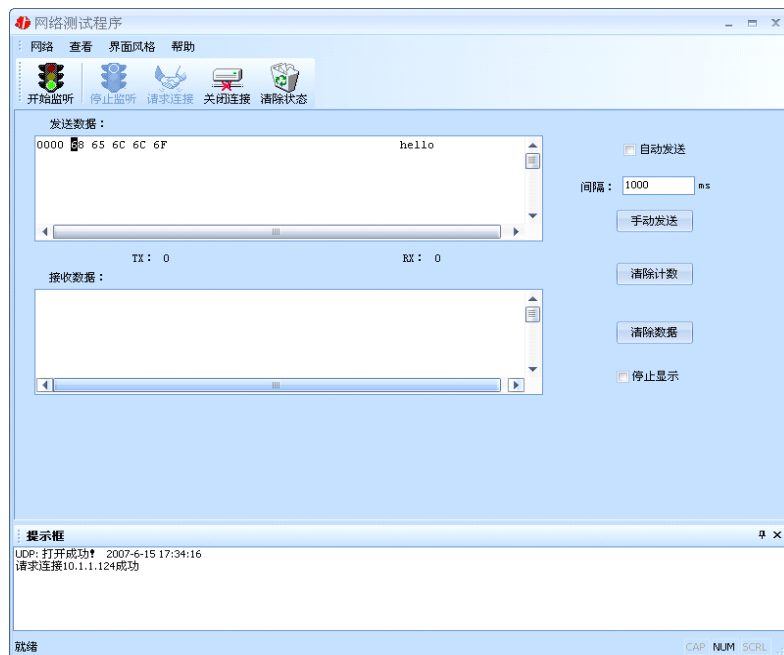 网络测试程序
网络 查看 界面风格 帮助
开始监听 停止监听 请求连接 关闭连接 清除状态
发送数据：
0000 68 65 6C 6C 6F hello
自动发送
间隔： 1000 ms
手动发送
TX： 0 RX： 0
接收数据：
清除计数
清除数据
停止显示
提示框
UDP: 打开成功! 2007-6-15 17:34:16
请求连接10.1.1.124成功
就绪 CAP NUM SCRL